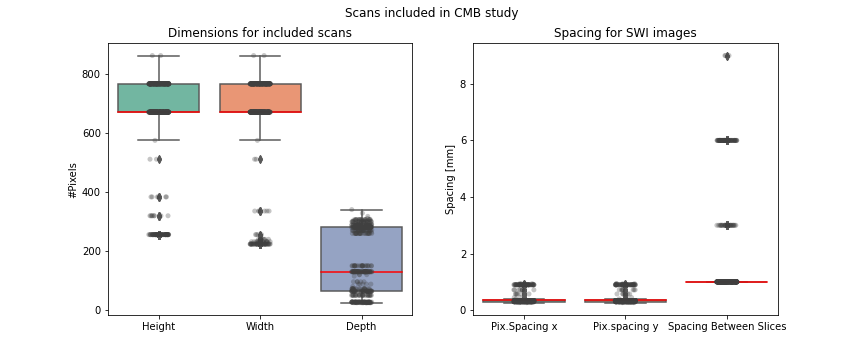 Scans included in CMB study
Dimensions for included scans
#Pixels
800
600
400
200
0
Height
Width
Depth
Spacing for SWI images
Spacing [mm]
8
6
4
2
0
Pix.Spacing x
Pix.spacing y
Spacing Between Slices